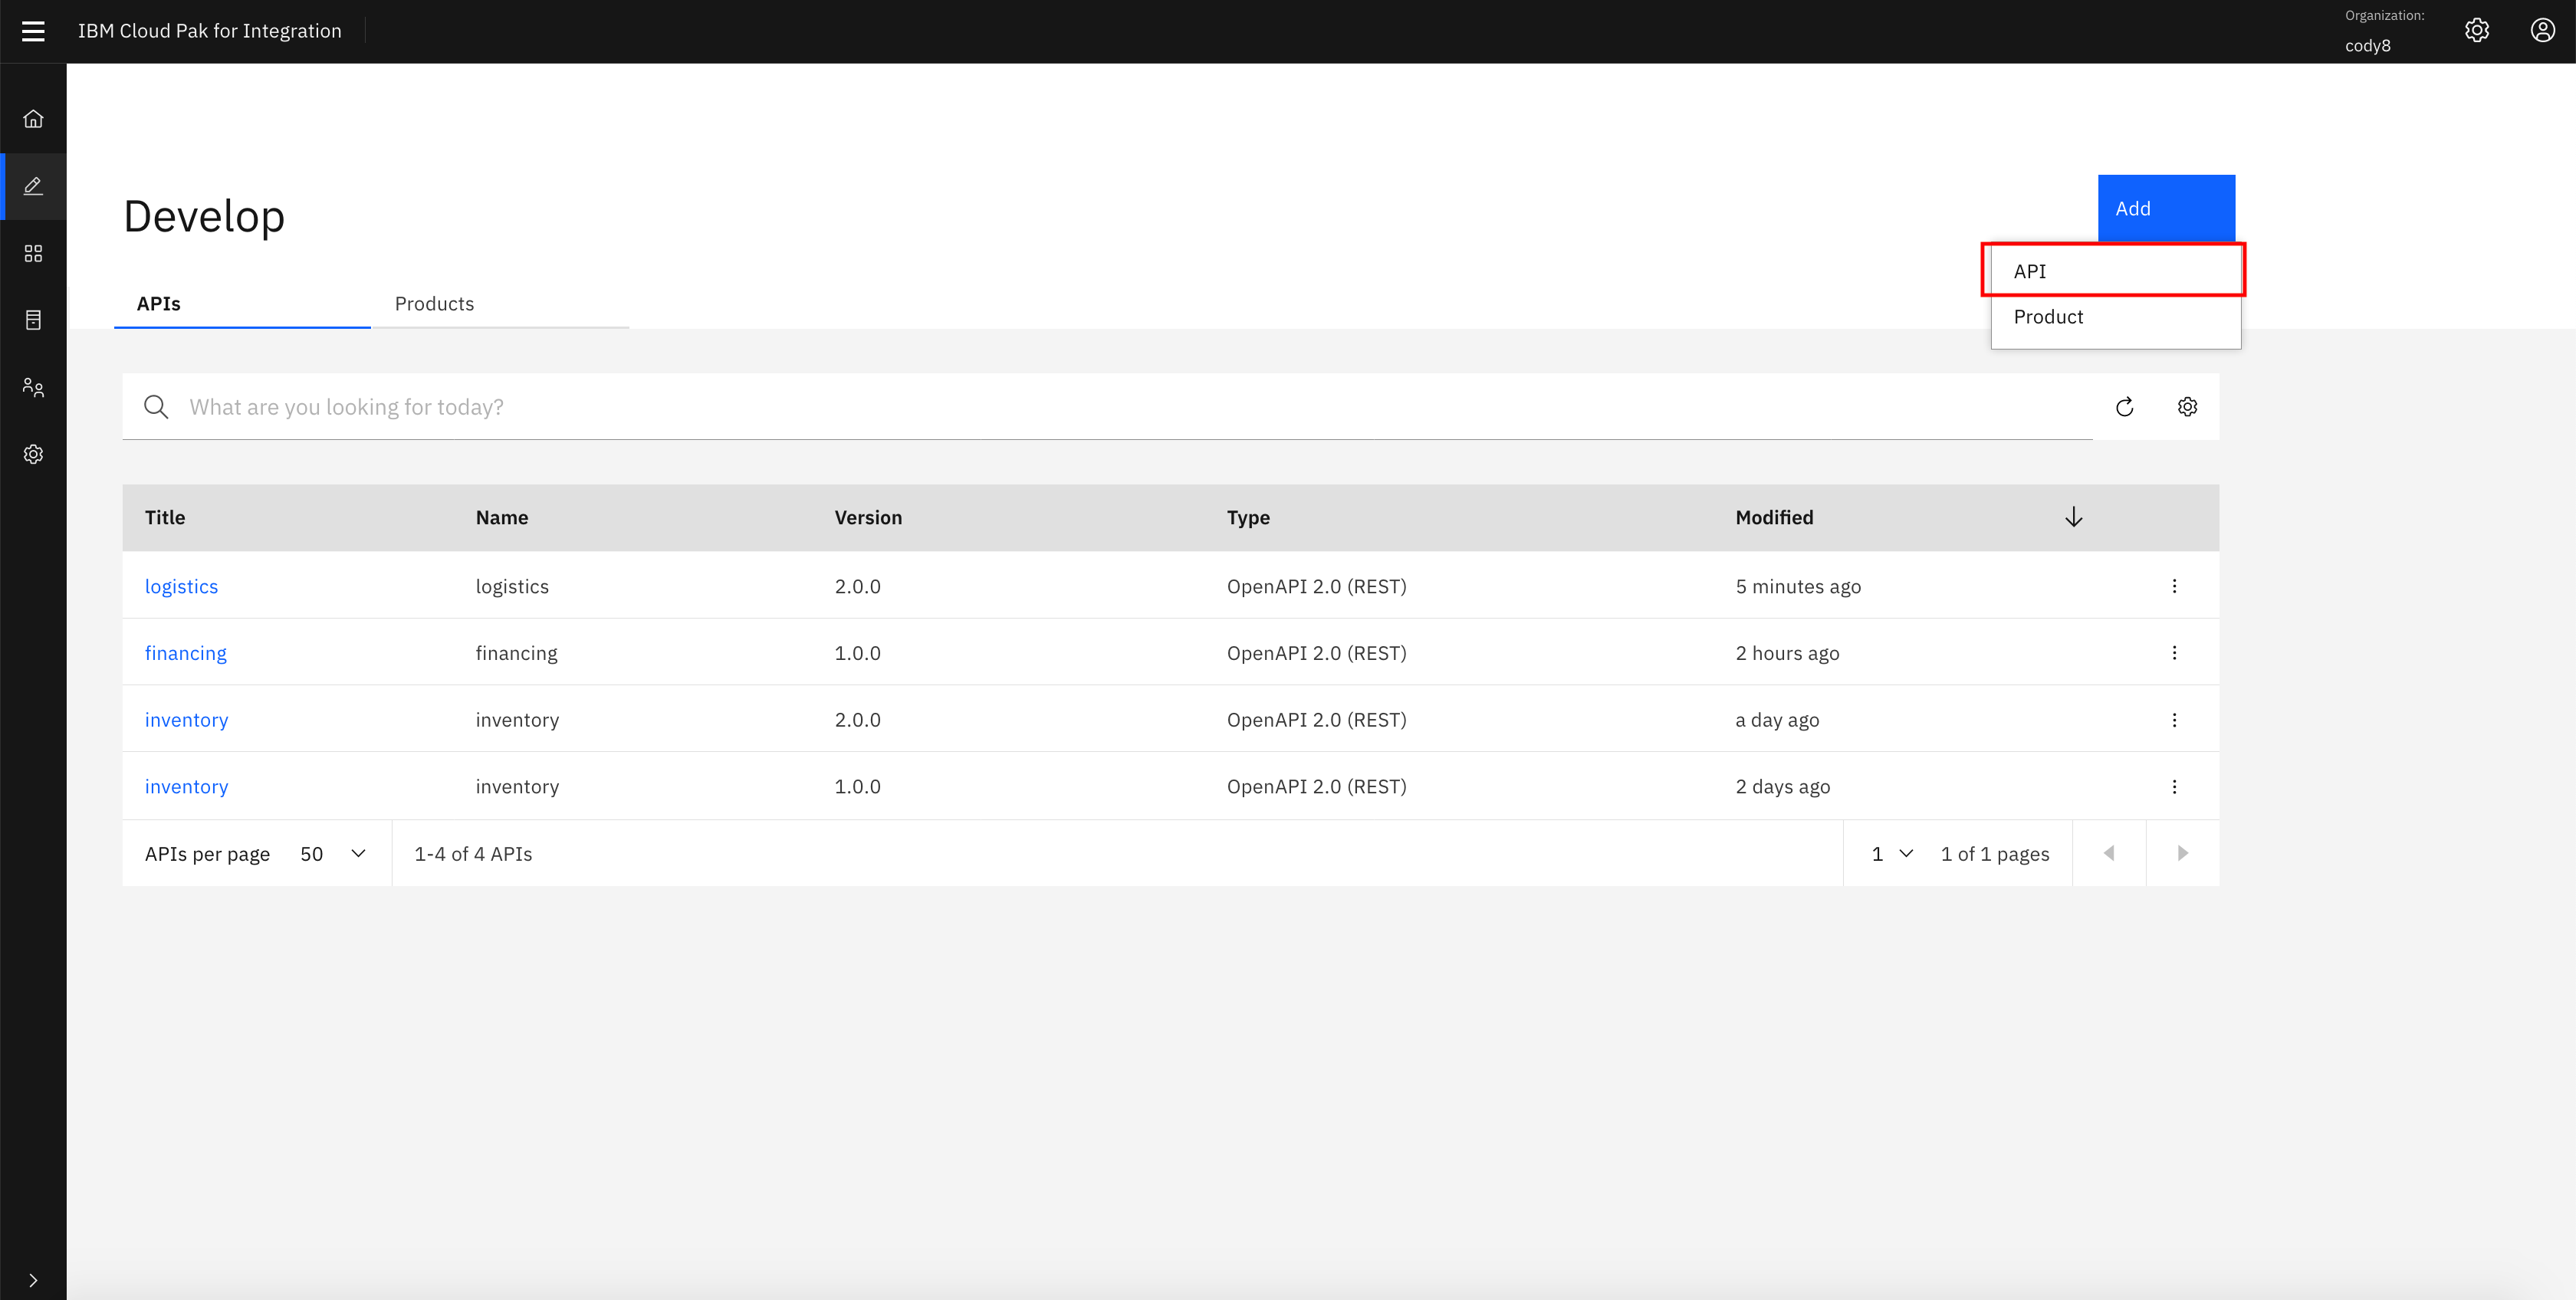 IBM Cloud Pak for Integration
Organization:
cody8
Develop
Add
API
Product
APIs
Products
What are you looking for today?
Title Name Version Type Modified
logistics logistics 2.0.0 OpenAPI 2.0 (REST) 5 minutes ago
financing financing 1.0.0 OpenAPI 2.0 (REST) 2 hours ago
inventory inventory 2.0.0 OpenAPI 2.0 (REST) a day ago
inventory inventory 1.0.0 OpenAPI 2.0 (REST) 2 days ago
APIs per page 50 1-4 of 4 APIs 1 1 of 1 pages